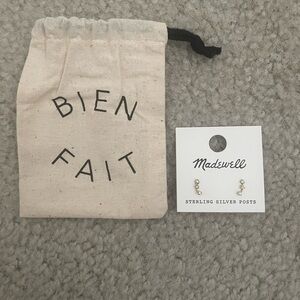 BIEN
FAIT
Madewell
STERLING SILVER POSTS